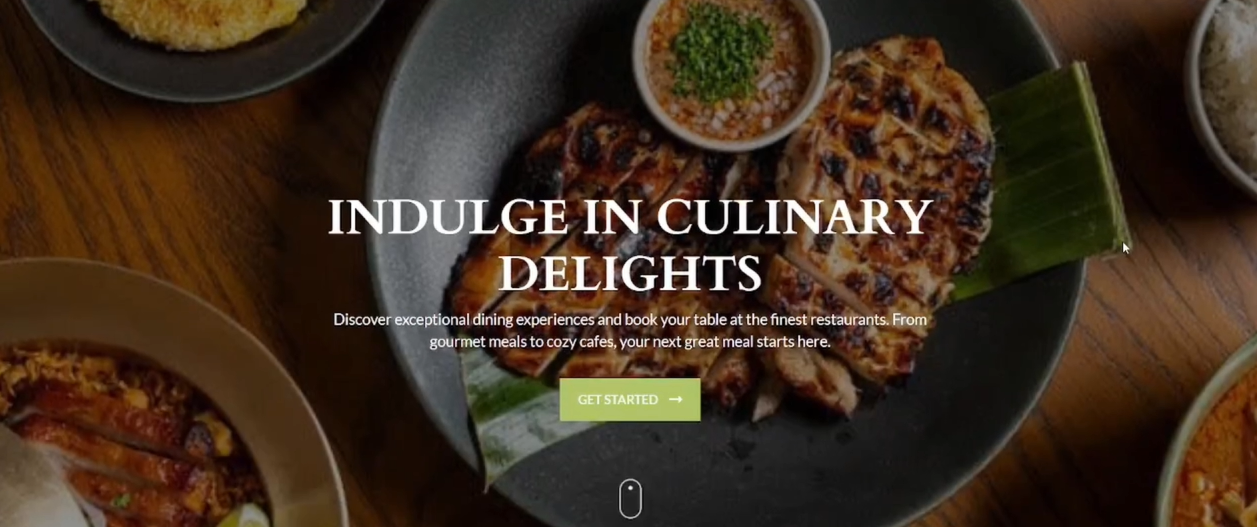 INDULGE IN CULINARY
DELIGHTS
Discover exceptional dining experiences and book your table at the finest restaurants. From
gourmet meals to cozy cafes, your next great meal starts here.
GET STARTED →